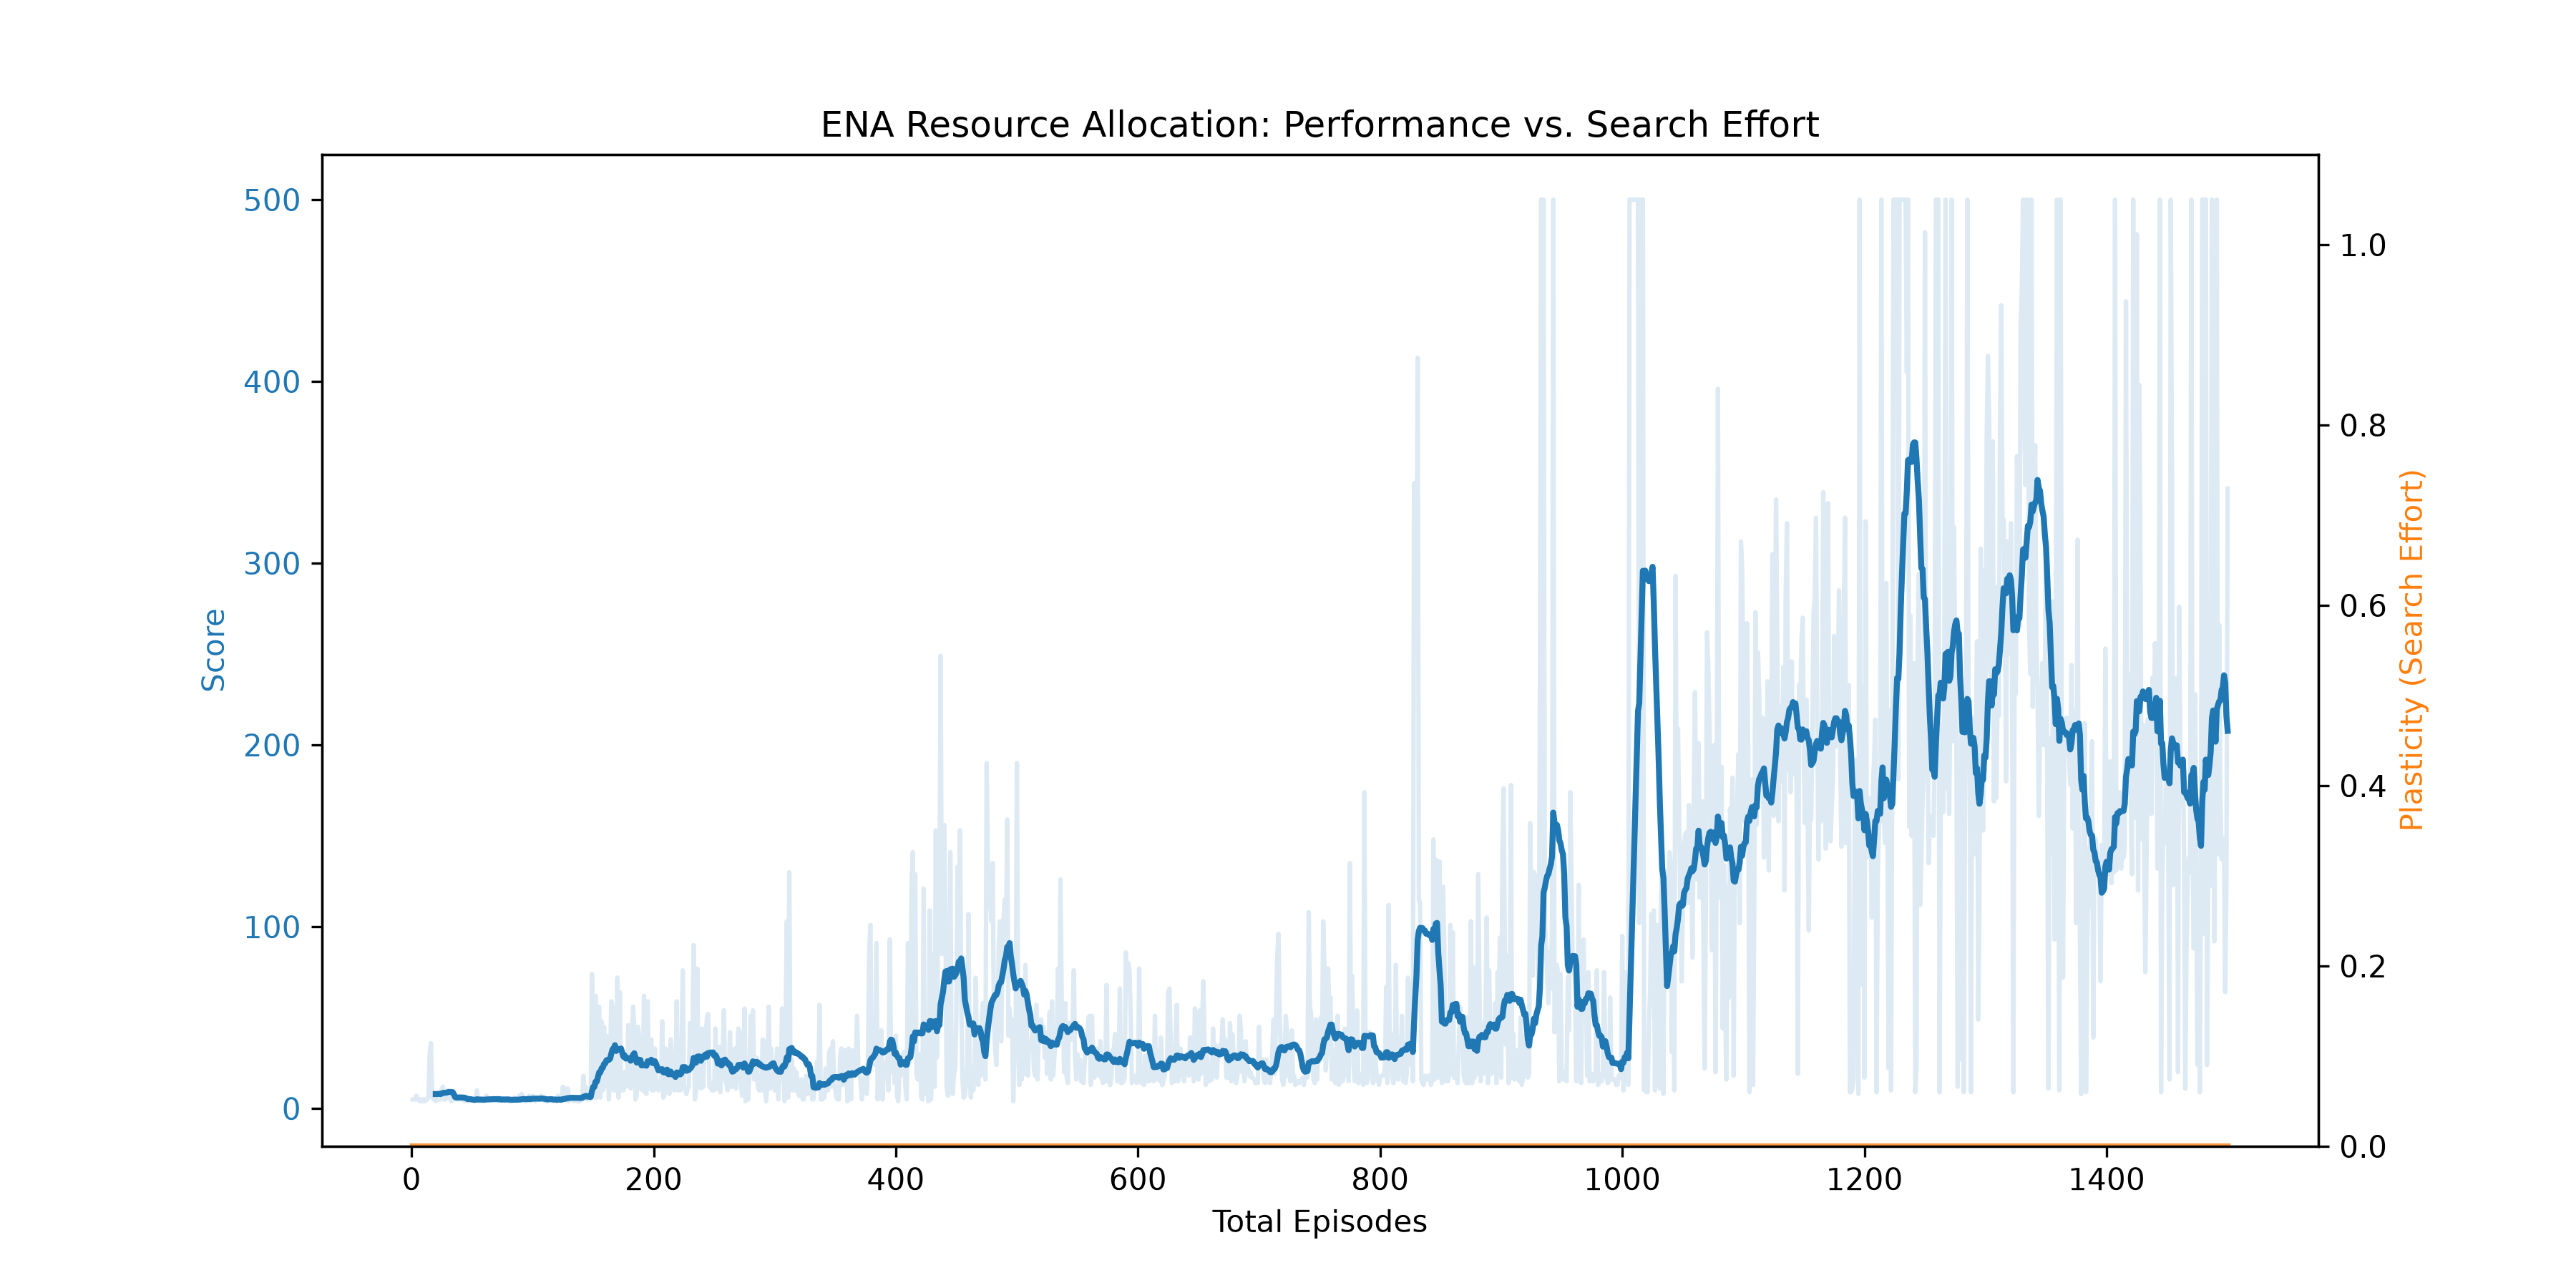 ENA Resource Allocation: Performance vs. Search Effort
500
400
300
200
100
0
Score
1.0
0.8
0.6
0.4
0.2
0.0
Plasticity (Search Effort)
0 200 400 600 800 1000 1200 1400
Total Episodes